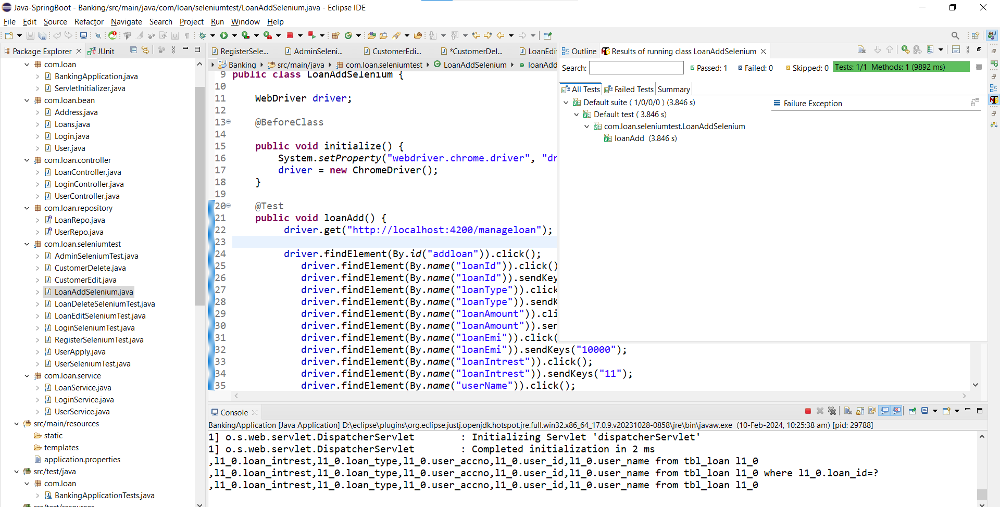 Java-SpringBoot - Banking/src/main/java/com/loan/seleniumtest/LoanAddSelenium.java - Eclipse IDE
File Edit Source Refactor Navigate Search Project Run Window Help
Package Explorer
JUnit
com.loan
BankingApplication.java
ServletInitializer.java
com.loan.bean
Address.java
Loans.java
Login.java
User.java
com.loan.controller
LoanController.java
LoginController.java
UserController.java
com.loan.repository
LoanRepo.java
UserRepo.java
com.loan.seleniumtest
AdminSeleniumTest.java
CustomerDelete.java
CustomerEdit.java
LoanAddSelenium.java
LoanDeleteSeleniumTest.java
LoanEditSeleniumTest.java
LoginSeleniumTest.java
RegisterSeleniumTest.java
UserApply.java
UserSeleniumTest.java
com.loan.service
LoanService.java
LoginService.java
UserService.java
src/main/resources
static
templates
application.properties
src/test/java
com.loan
BankingApplicationTests.java
src/test/resources
RegisterSele... AdminSeleni... CustomerEdi... *CustomerDel... LoanEdi
Banking src/main/java com.loan.seleniumtest LoanAddSelenium loanAdd
9 public class LoanAddSelenium {
10
11 WebDriver driver;
12
13 @BeforeClass
14
15 public void initialize() {
16 System.setProperty("webdriver.chrome.driver", "dr
17 driver = new ChromeDriver();
18 }
19
20 @Test
21 public void loanAdd() {
22 driver.get("http://localhost:4200/manageloan");
23
24 driver.findElement(By.id("addloan")).click();
25 driver.findElement(By.name("loanId")).click()
26 driver.findElement(By.name("loanId")).sendKey
27 driver.findElement(By.name("loanType")).click
28 driver.findElement(By.name("loanType")).sendK
29 driver.findElement(By.name("loanAmount")).cli
30 driver.findElement(By.name("loanAmount")).sen
31 driver.findElement(By.name("loanEmi")).click(
32 driver.findElement(By.name("loanEmi")).sendKeys("10000");
33 driver.findElement(By.name("loanIntrest")).click();
34 driver.findElement(By.name("loanIntrest")).sendKeys("11");
35 driver.findElement(By.name("userName")).click();
Outline
Results of running class LoanAddSelenium
Search: Passed: 1 Failed: 0 Skipped: 0 Tests: 1/1 Methods: 1 (9892 ms)
All Tests Failed Tests Summary
Default suite ( 1/0/0/0 ) (3.846 s)
Default test ( 3.846 s)
com.loan.seleniumtest.LoanAddSelenium
loanAdd (3.846 s)
Failure Exception
Console
BankingApplication [Java Application] D:\eclipse\plugins\org.eclipse.justj.openjdk.hotspot.jre.full.win32.x86_64_17.0.9.v20231028-0858\jre\bin\javaw.exe (10-Feb-2024, 10:25:38 am) [pid: 29788]
1] o.s.web.servlet.DispatcherServlet : Initializing Servlet 'dispatcherServlet'
1] o.s.web.servlet.DispatcherServlet : Completed initialization in 2 ms
,l1_0.loan_intrest,l1_0.loan_type,l1_0.user_accno,l1_0.user_id,l1_0.user_name from tbl_loan l1_0
,l1_0.loan_intrest,l1_0.loan_type,l1_0.user_accno,l1_0.user_id,l1_0.user_name from tbl_loan l1_0 where l1_0.loan_id=?
,l1_0.loan_intrest,l1_0.loan_type,l1_0.user_accno,l1_0.user_id,l1_0.user_name from tbl_loan l1_0